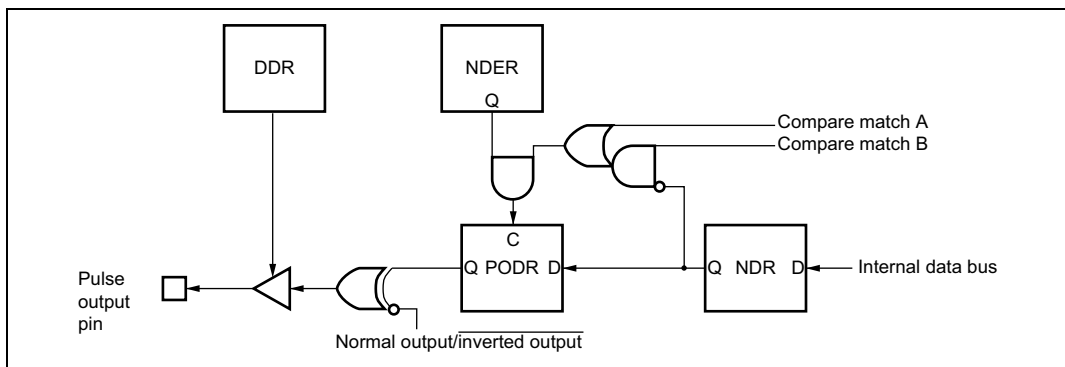 DDR
NDER
Q
Compare match A
Compare match B
C
Q PODR D
Q NDR D
Internal data bus
Pulse
output
pin
Normal output/inverted output